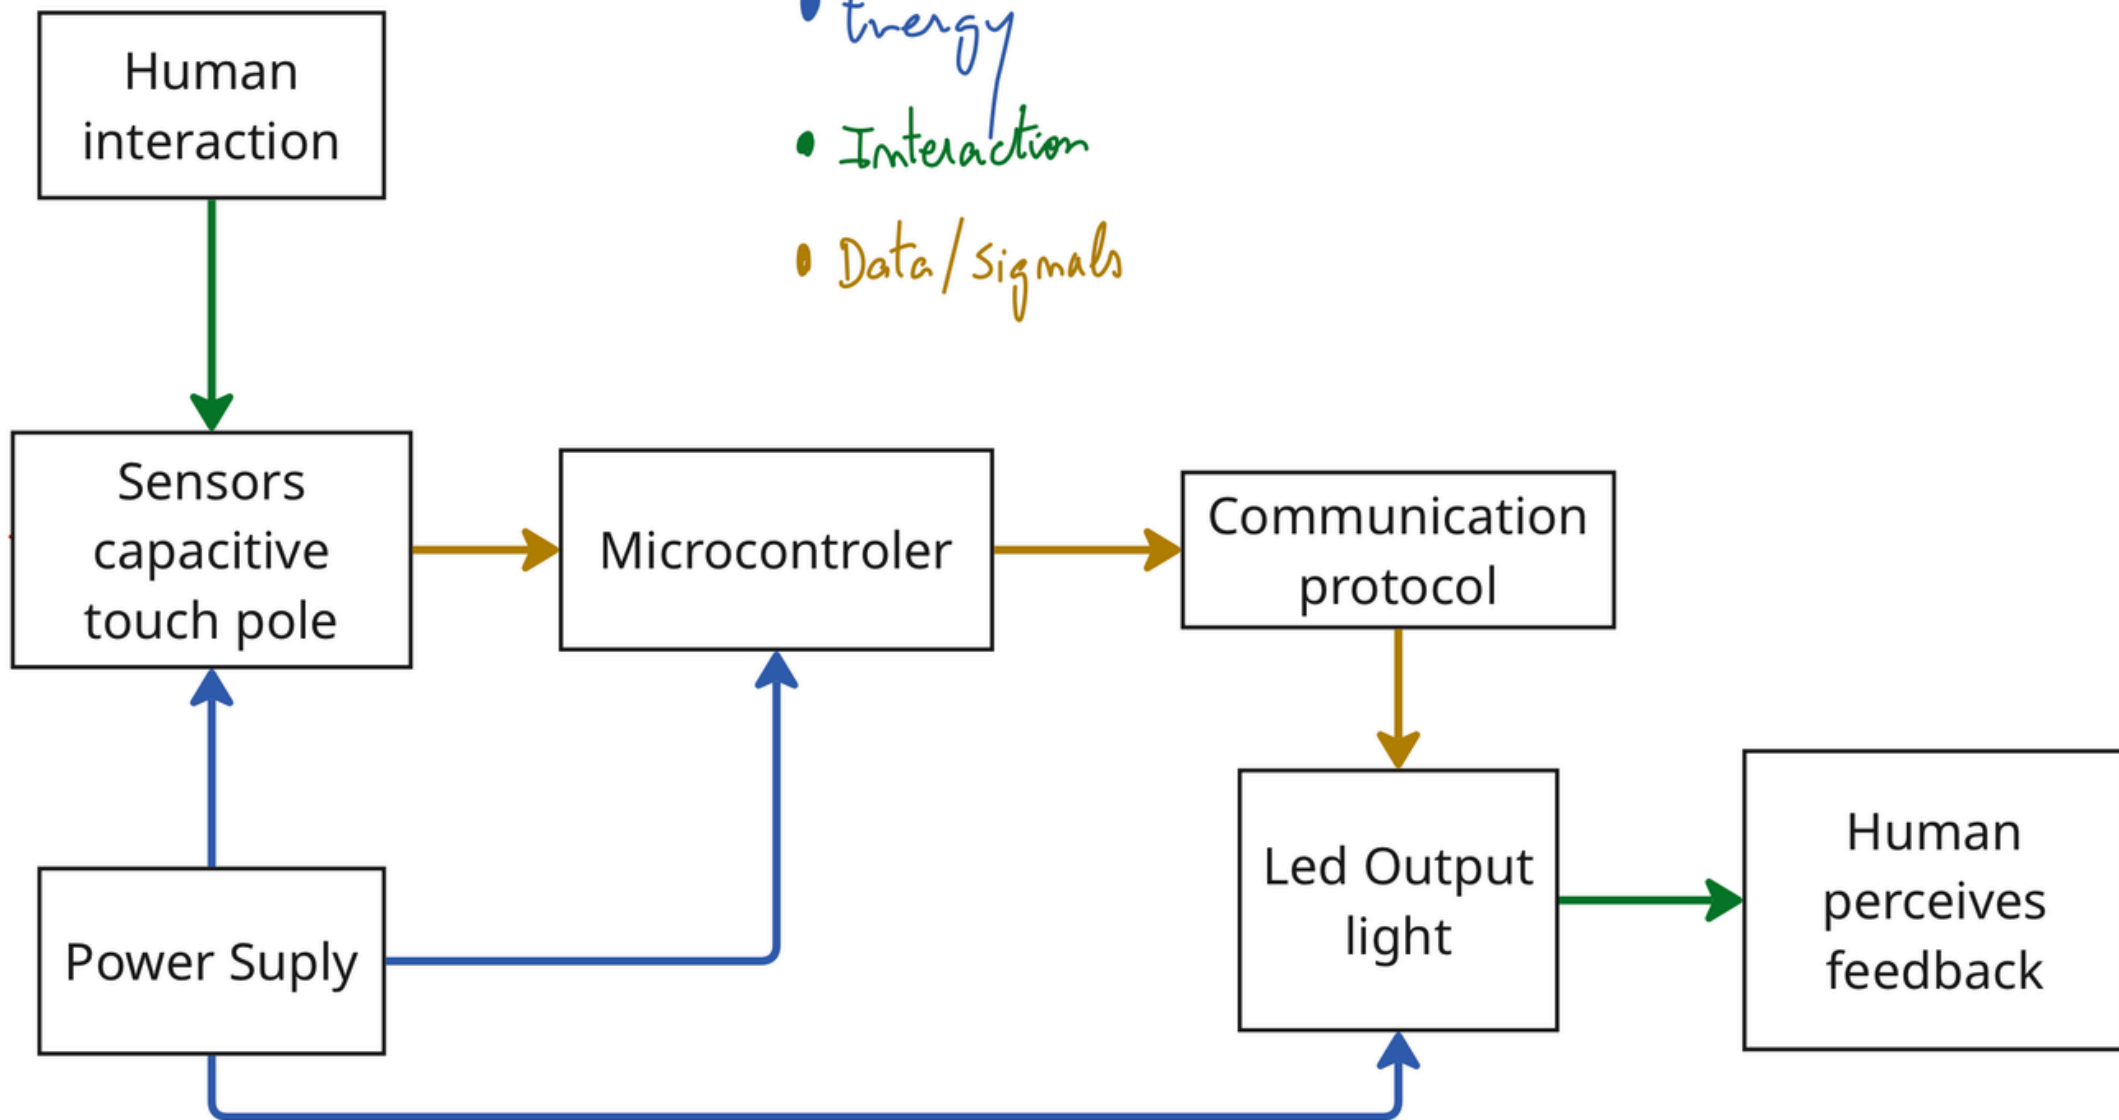 Human
interaction
Energy
Interaction
Data/signals
Sensors
capacitive
touch pole
Microcontroler
Communication
protocol
Power Suply
Led Output
light
Human
perceives
feedback